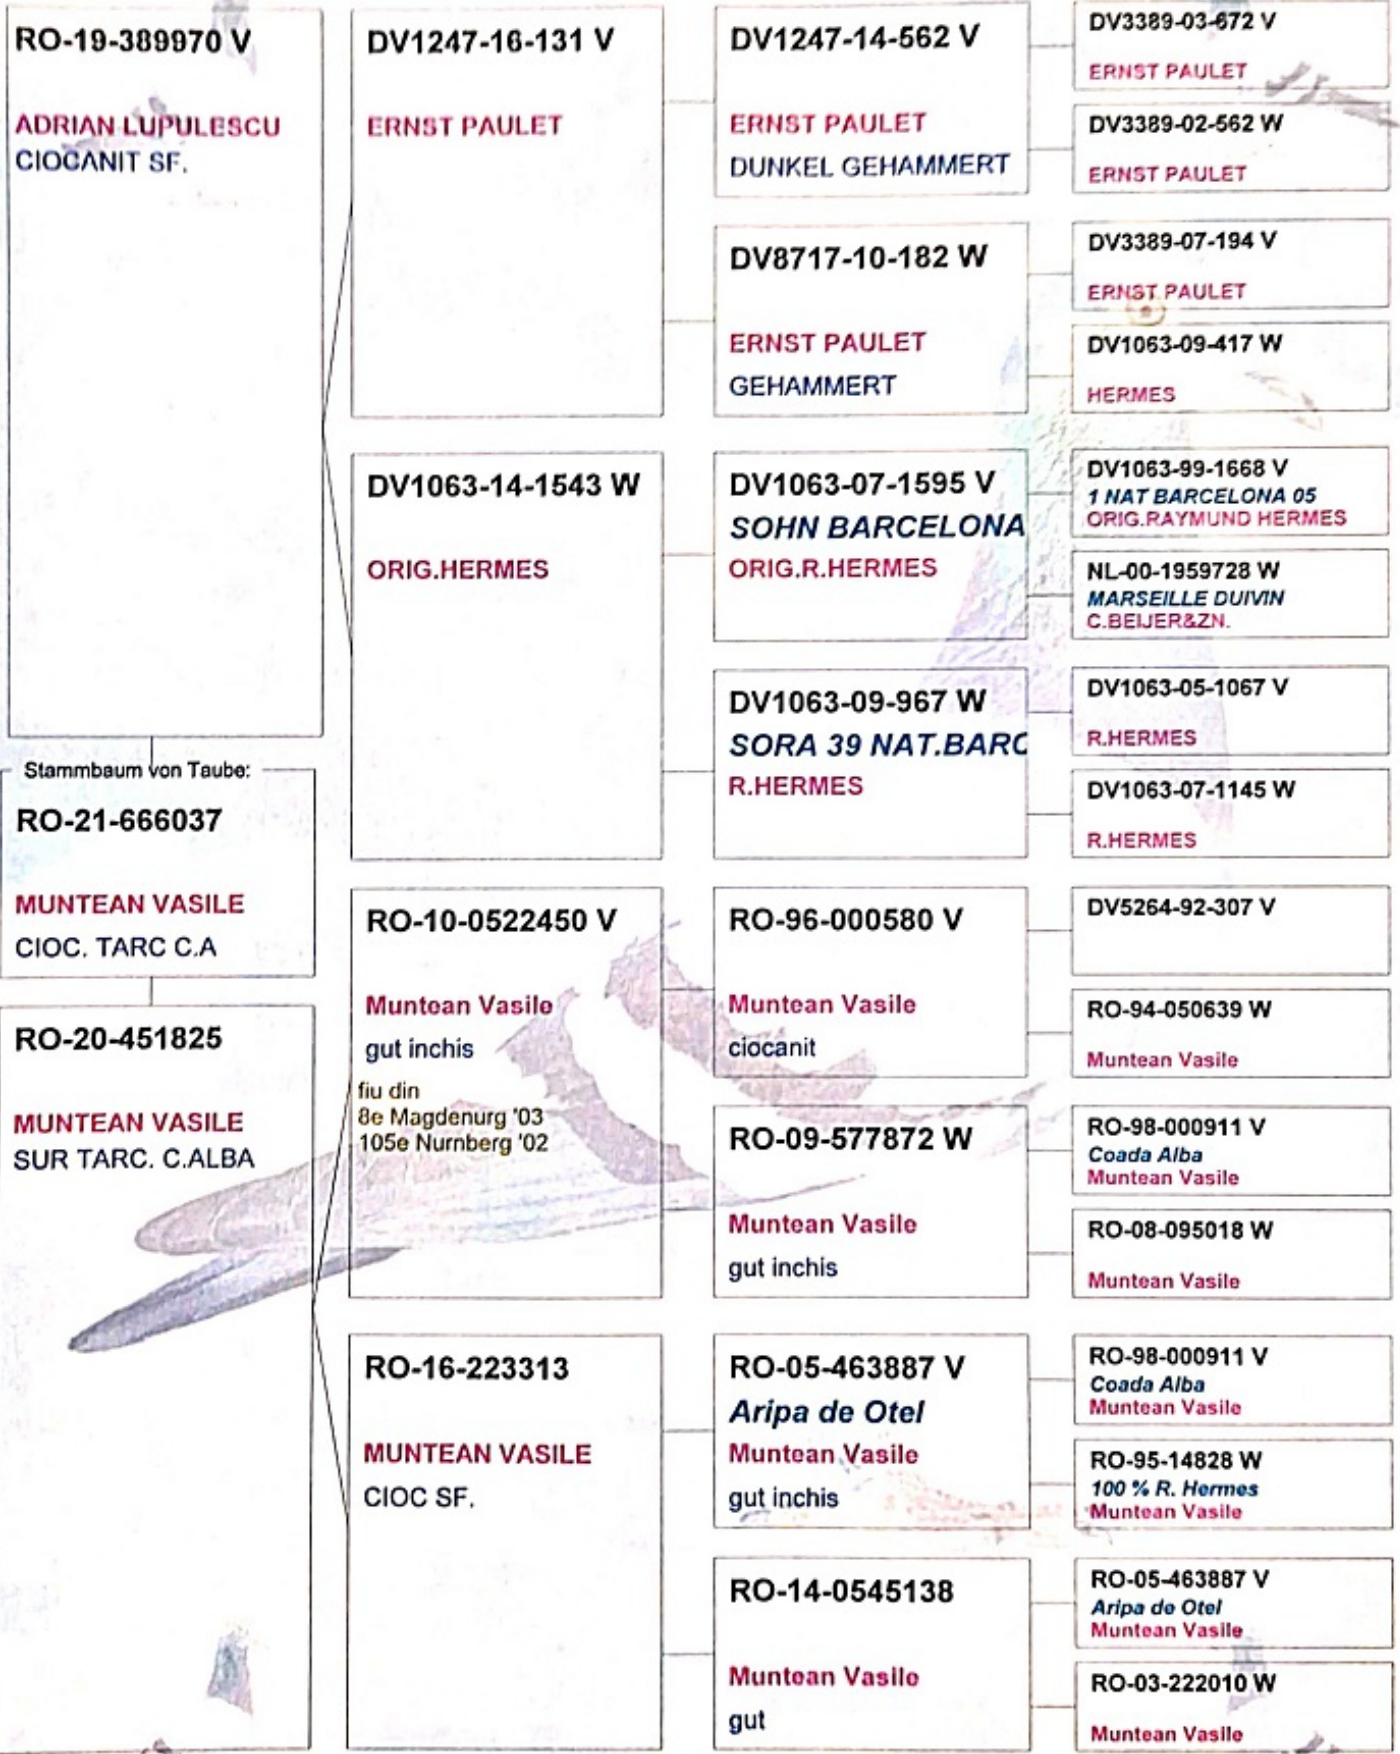 RO-19-389970 V
ADRIAN LUPULESCU
CIOCANIT SF.
Stammbaum von Taube:
RO-21-666037
MUNTEAN VASILE
CIOC. TARC C.A
RO-20-451825
MUNTEAN VASILE
SUR TARC. C.ALBA
DV1247-16-131 V
ERNST PAULET
DV1063-14-1543 W
ORIG.HERMES
RO-10-0522450 V
Muntean Vasile
gut inchis
fiu din
8e Magdenurg '03
105e Nurnberg '02
RO-16-223313
MUNTEAN VASILE
CIOC SF.
DV1247-14-562 V
ERNST PAULET
DUNKEL GEHAMMERT
DV8717-10-182 W
ERNST PAULET
GEHAMMERT
DV1063-07-1595 V
SOHN BARCELONA
ORIG.R.HERMES
DV1063-09-967 W
SORA 39 NAT.BARC
R.HERMES
RO-96-000580 V
Muntean Vasile
ciocanit
RO-09-577872 W
Muntean Vasile
gut inchis
RO-05-463887 V
Aripa de Otel
Muntean Vasile
gut inchis
RO-14-0545138
Muntean Vasile
gut
DV3389-03-672 V
ERNST PAULET
DV3389-02-562 W
ERNST PAULET
DV3389-07-194 V
ERNST PAULET
DV1063-09-417 W
HERMES
DV1063-99-1668 V
1 NAT BARCELONA 05
ORIG.RAYMUND HERMES
NL-00-1959728 W
MARSEILLE DUIVIN
C.BEIJER&ZN.
DV1063-05-1067 V
R.HERMES
DV1063-07-1145 W
R.HERMES
DV5264-92-307 V
RO-94-050639 W
Muntean Vasile
RO-98-000911 V
Coada Alba
Muntean Vasile
RO-08-095018 W
Muntean Vasile
RO-98-000911 V
Coada Alba
Muntean Vasile
RO-95-14828 W
100 % R. Hermes
Muntean Vasile
RO-05-463887 V
Aripa de Otel
Muntean Vasile
RO-03-222010 W
Muntean Vasile